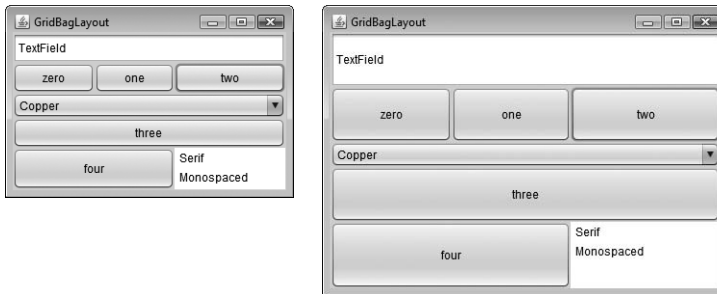 GridBagLayout
TextField
zero one two
Copper
three
four
Serif
Monospaced
GridBagLayout
TextField
zero one two
Copper
three
four
Serif
Monospaced